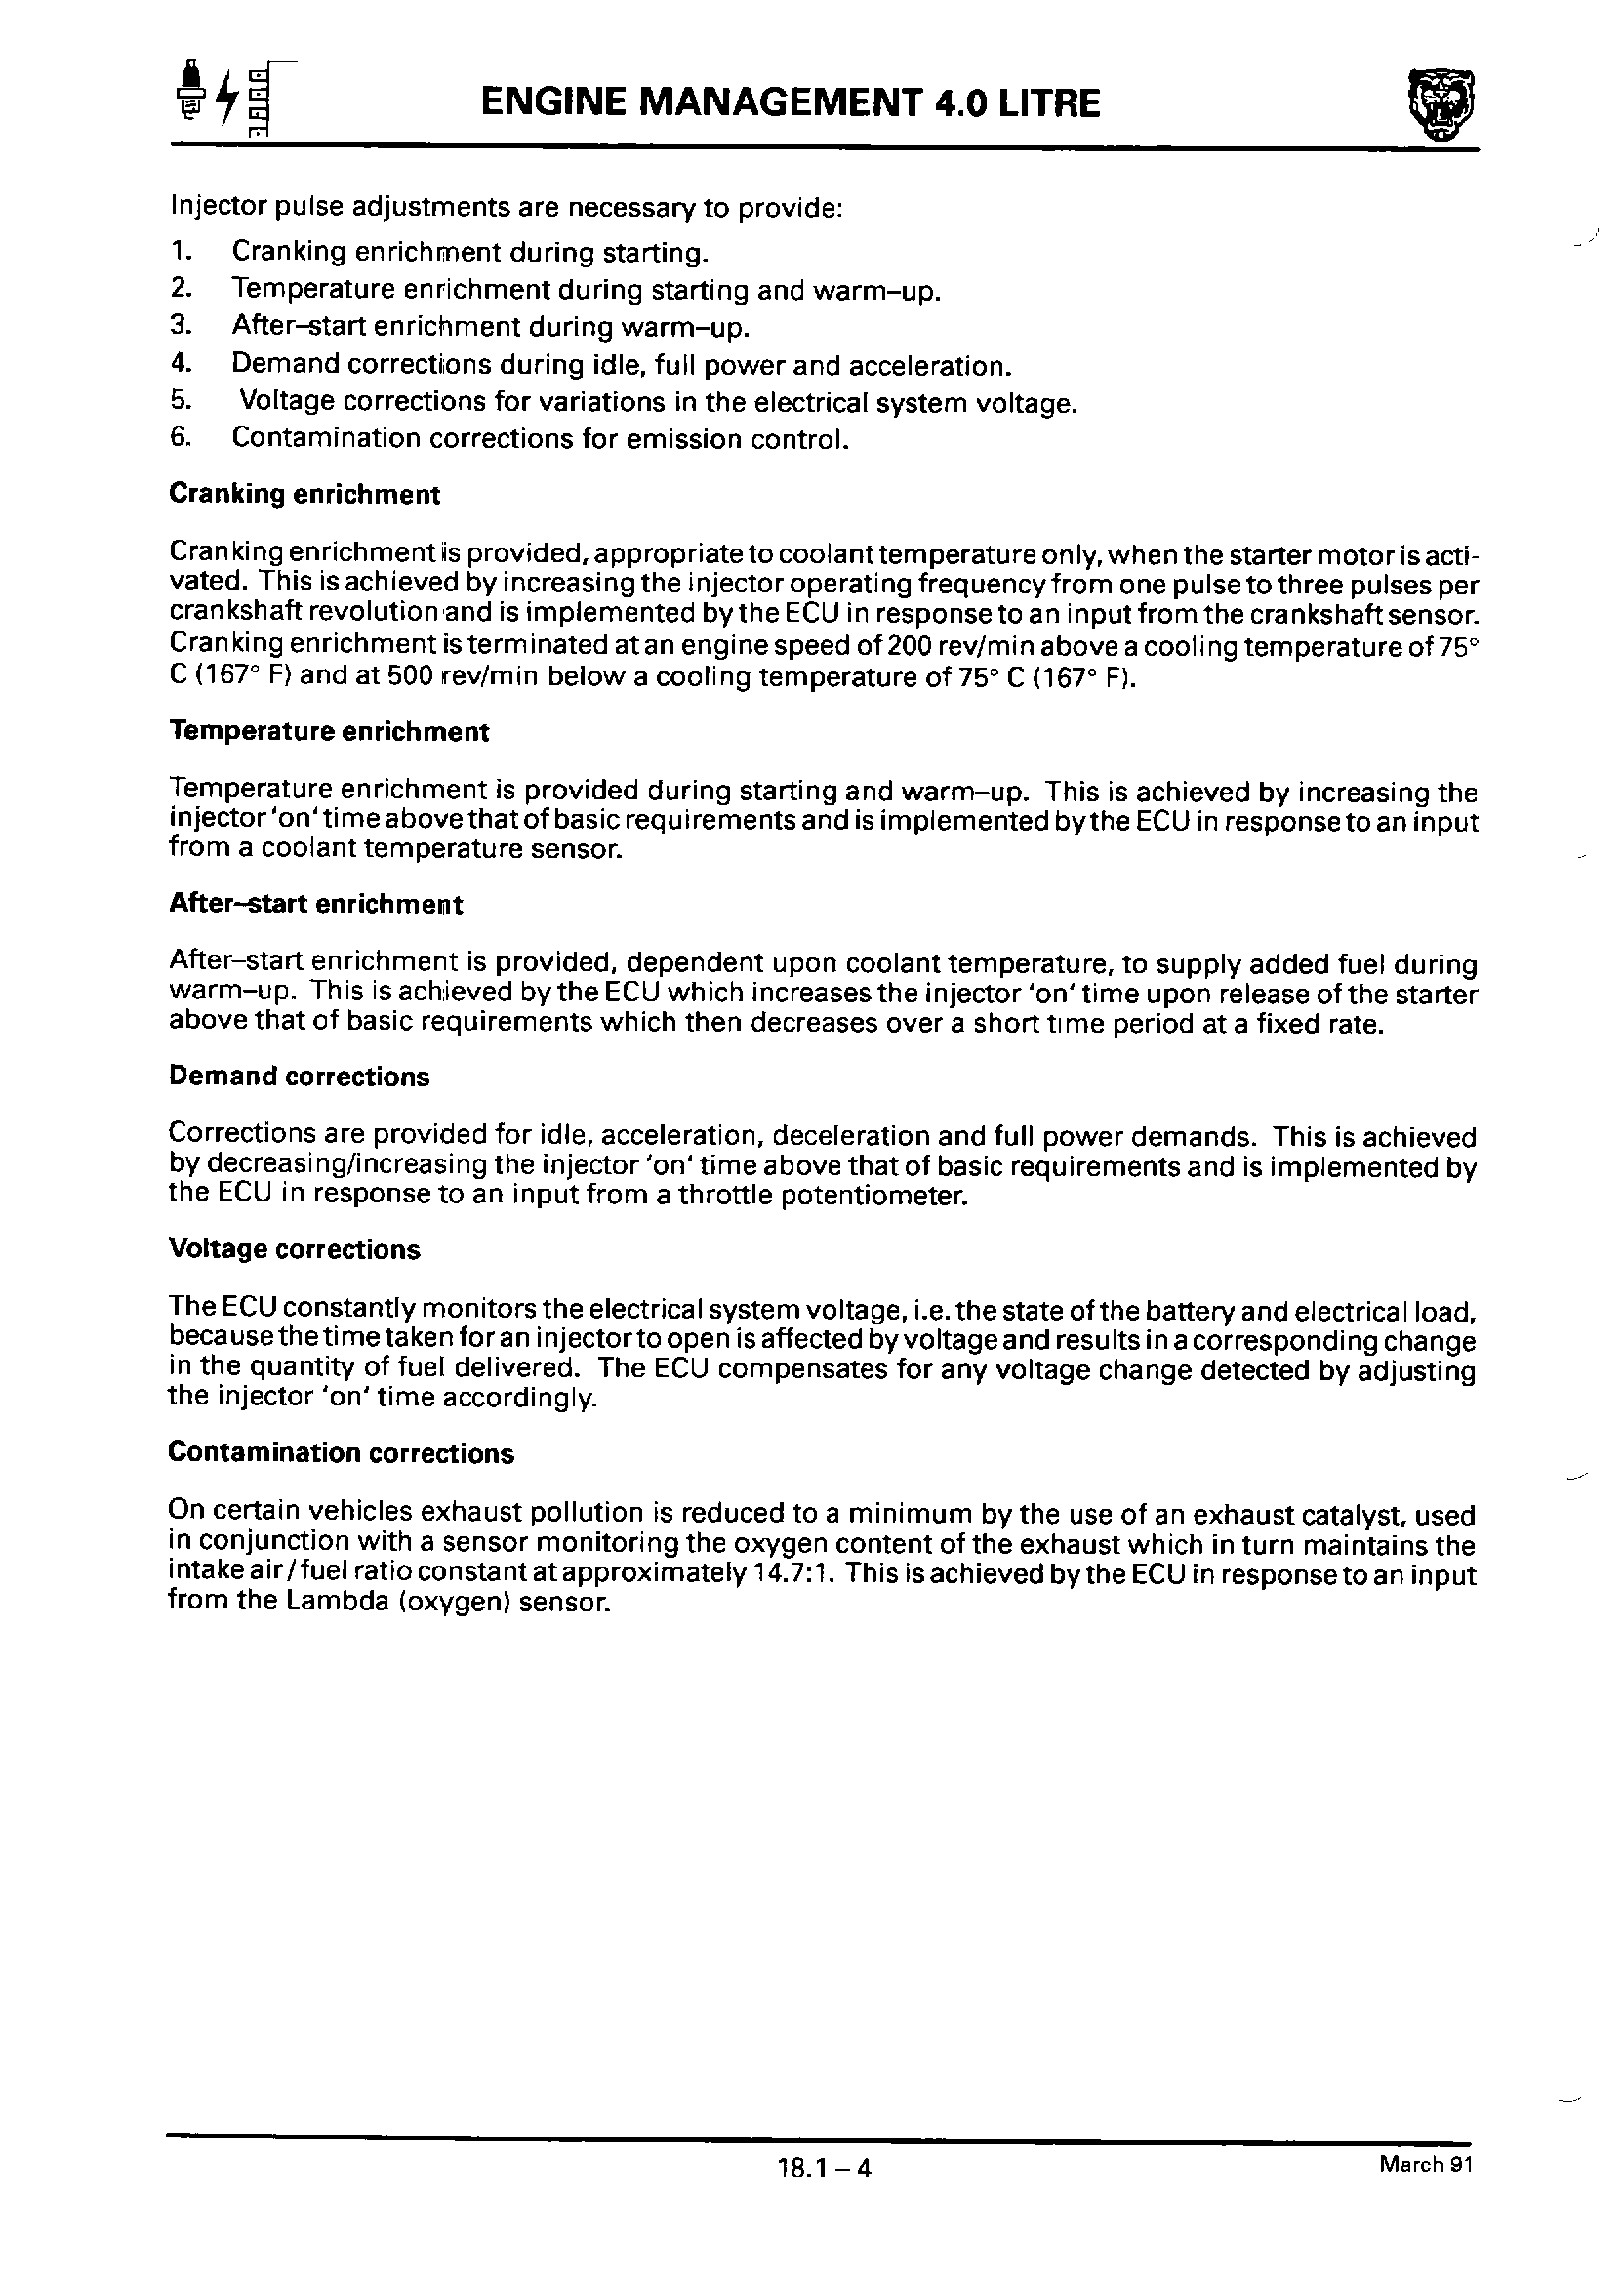 ENGINE MANAGEMENT 4.0 LITRE
Injector pulse adjustments are necessary to provide:
1. Cranking enrichment during starting.
2. Temperature enrichment during starting and warm–up.
3. After–start enrichment during warm–up.
4. Demand corrections during idle, full power and acceleration.
5. Voltage corrections for variations in the electrical system voltage.
6. Contamination corrections for emission control.
Cranking enrichment
Cranking enrichment is provided, appropriate to coolant temperature only, when the starter motor is acti-
vated. This is achieved by increasing the injector operating frequency from one pulse to three pulses per
crankshaft revolution and is implemented by the ECU in response to an input from the crankshaft sensor.
Cranking enrichment is terminated at an engine speed of 200 rev/min above a cooling temperature of 75°
C (167° F) and at 500 rev/min below a cooling temperature of 75° C (167° F).
Temperature enrichment
Temperature enrichment is provided during starting and warm–up. This is achieved by increasing the
injector 'on' time above that of basic requirements and is implemented by the ECU in response to an input
from a coolant temperature sensor.
After–start enrichment
After–start enrichment is provided, dependent upon coolant temperature, to supply added fuel during
warm–up. This is achieved by the ECU which increases the injector 'on' time upon release of the starter
above that of basic requirements which then decreases over a short time period at a fixed rate.
Demand corrections
Corrections are provided for idle, acceleration, deceleration and full power demands. This is achieved
by decreasing/increasing the injector 'on' time above that of basic requirements and is implemented by
the ECU in response to an input from a throttle potentiometer.
Voltage corrections
The ECU constantly monitors the electrical system voltage, i.e. the state of the battery and electrical load,
because the time taken for an injector to open is affected by voltage and results in a corresponding change
in the quantity of fuel delivered. The ECU compensates for any voltage change detected by adjusting
the injector 'on' time accordingly.
Contamination corrections
On certain vehicles exhaust pollution is reduced to a minimum by the use of an exhaust catalyst, used
in conjunction with a sensor monitoring the oxygen content of the exhaust which in turn maintains the
intake air/fuel ratio constant at approximately 14.7:1. This is achieved by the ECU in response to an input
from the Lambda (oxygen) sensor.
18.1 – 4
March 91